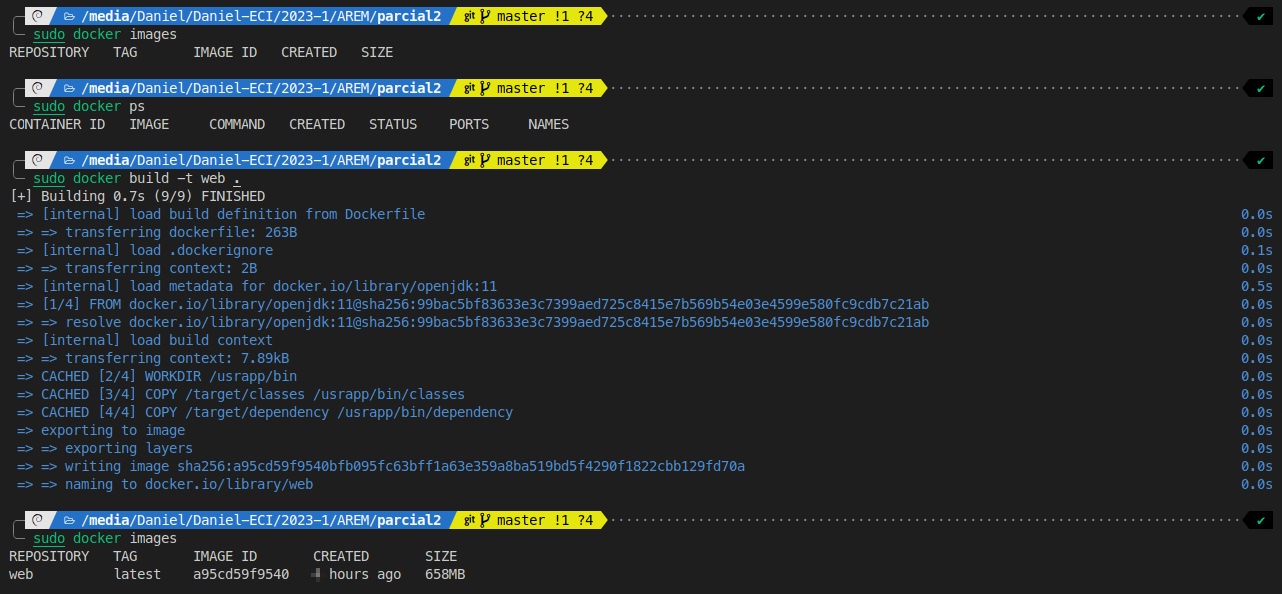 /media/Daniel/Daniel-ECI/2023-1/AREM/parcial2 git master !1 ?4 ✔
sudo docker images
REPOSITORY TAG IMAGE ID CREATED SIZE
/media/Daniel/Daniel-ECI/2023-1/AREM/parcial2 git master !1 ?4 ✔
sudo docker ps
CONTAINER ID IMAGE COMMAND CREATED STATUS PORTS NAMES
/media/Daniel/Daniel-ECI/2023-1/AREM/parcial2 git master !1 ?4 ✔
sudo docker build -t web .
[+] Building 0.7s (9/9) FINISHED
=> [internal] load build definition from Dockerfile 0.0s
=> => transferring dockerfile: 263B 0.0s
=> [internal] load .dockerignore 0.1s
=> => transferring context: 2B 0.0s
=> [internal] load metadata for docker.io/library/openjdk:11 0.5s
=> [1/4] FROM docker.io/library/openjdk:11@sha256:99bac5bf83633e3c7399aed725c8415e7b569b54e03e4599e580fc9cdb7c21ab 0.0s
=> => resolve docker.io/library/openjdk:11@sha256:99bac5bf83633e3c7399aed725c8415e7b569b54e03e4599e580fc9cdb7c21ab 0.0s
=> [internal] load build context 0.0s
=> => transferring context: 7.89kB 0.0s
=> CACHED [2/4] WORKDIR /usrapp/bin 0.0s
=> CACHED [3/4] COPY /target/classes /usrapp/bin/classes 0.0s
=> CACHED [4/4] COPY /target/dependency /usrapp/bin/dependency 0.0s
=> exporting to image 0.0s
=> => exporting layers 0.0s
=> => writing image sha256:a95cd59f9540bfb095fc63bff1a63e359a8ba519bd5f4290f1822cbb129fd70a 0.0s
=> => naming to docker.io/library/web 0.0s
/media/Daniel/Daniel-ECI/2023-1/AREM/parcial2 git master !1 ?4 ✔
sudo docker images
REPOSITORY TAG IMAGE ID CREATED SIZE
web latest a95cd59f9540 hours ago 658MB